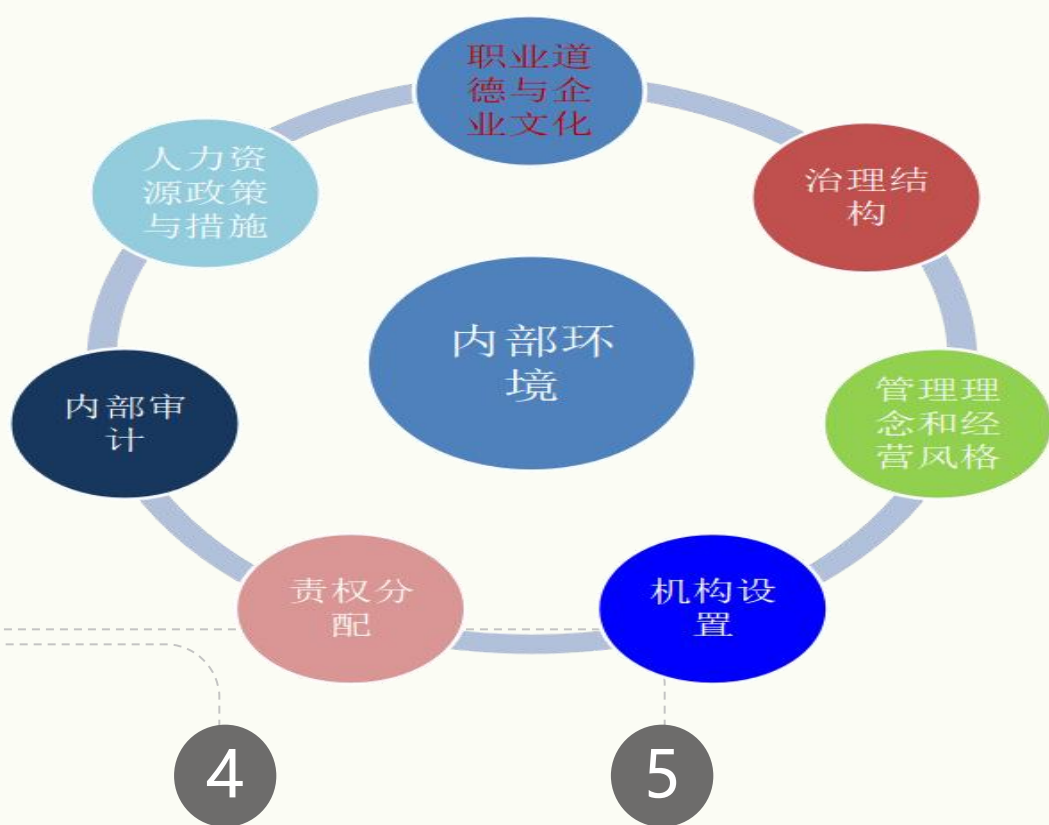 职业道
德与企
业文化
人力资
源政策
与措施
治理结
构
内部环
境
管理理
念和经
营风格
内部审
计
责权分
配
机构设
置
4
5